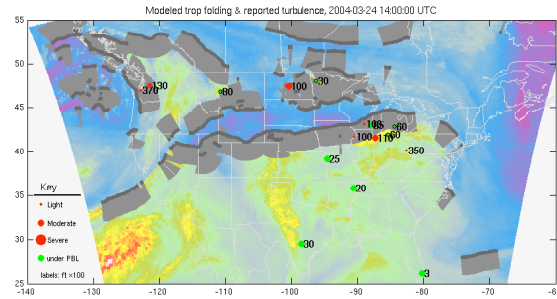 Modeled trop folding & reported turbulence, 2004-03-24 14:00:00 UTC
55
50
45
40
35
30
25
130
370
80
100
30
60
60
100
110
350
25
20
30
3
Key
Light
Moderate
Severe
under PBL
labels: ft ×100
-140 -130 -120 -110 -100 -90 -80 -70 -60